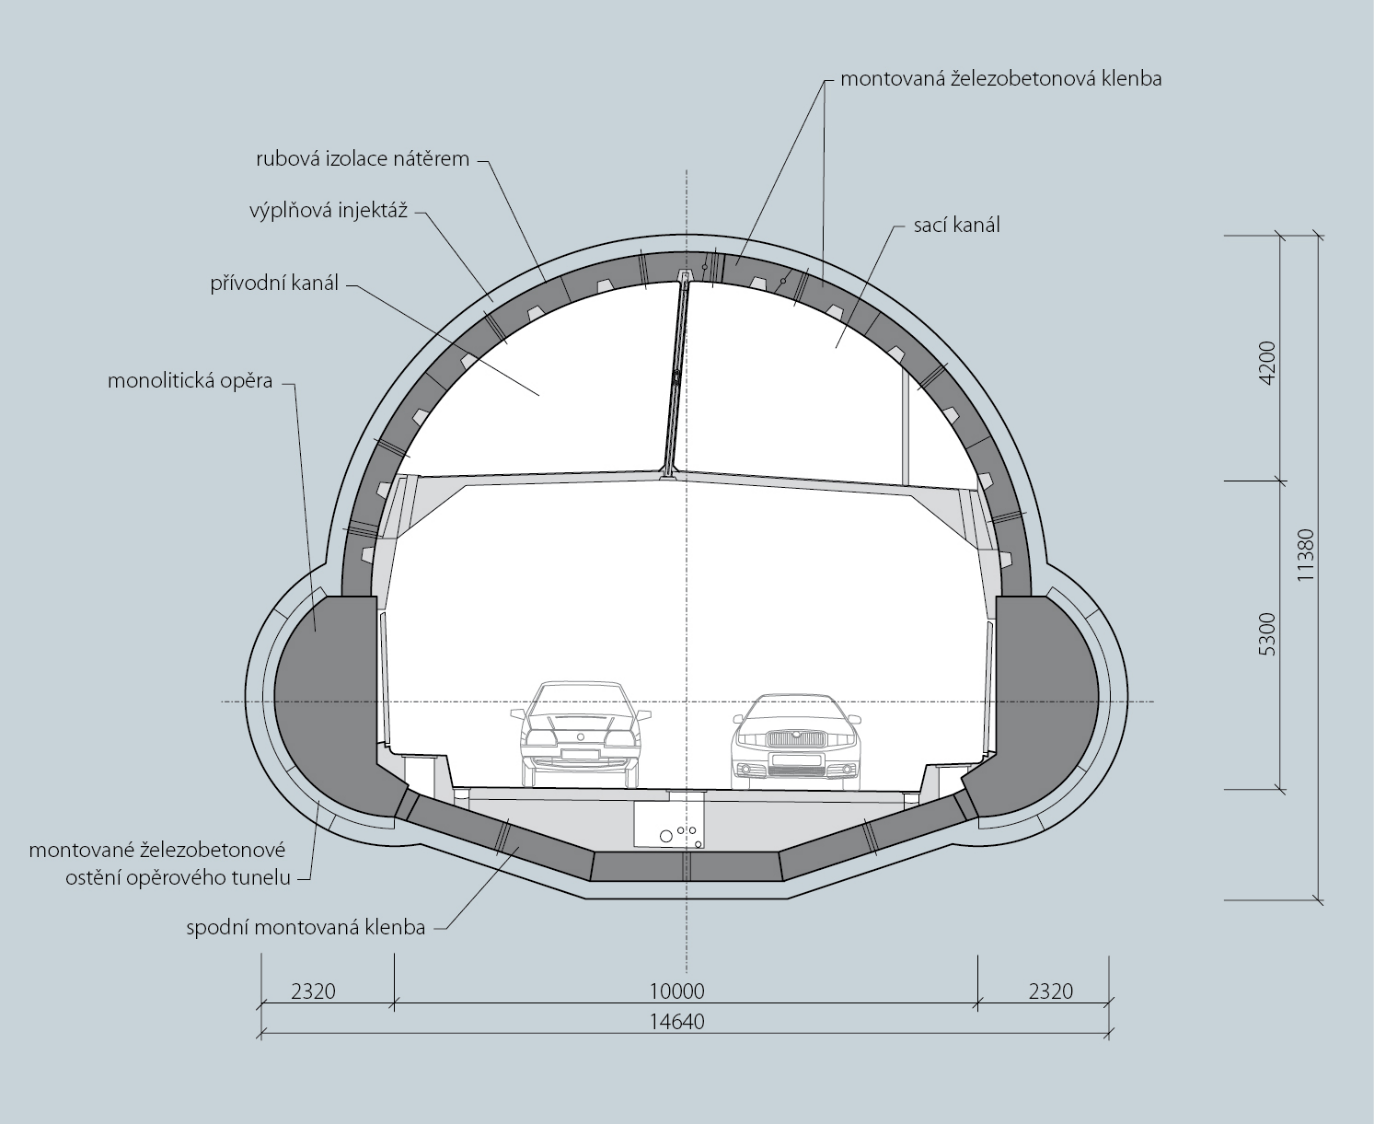 montovaná železobetonová klenba
rubová izolace nátěrem
výplňová injektáž
sací kanál
přívodní kanál
monolitická opěra
4200
11380
5300
montované železobetonové
ostění opěrového tunelu
spodní montovaná klenba
2320
10000
2320
14640